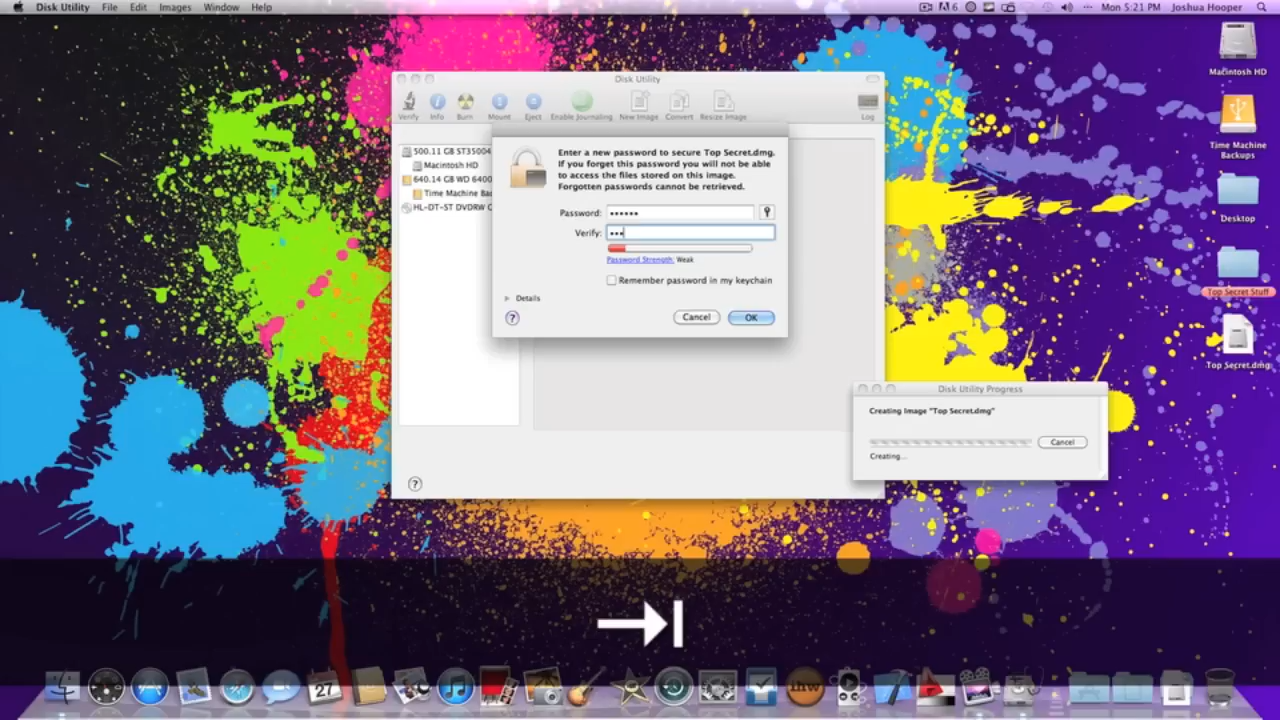 Disk Utility File Edit Images Window Help
6 Mon 5:21 PM Joshua Hooper
Macintosh HD
Time Machine
Backups
Desktop
Top Secret Stuff
Top Secret.dmg
Disk Utility
Verify Info Burn Mount Eject Enable Journaling New Image Convert Resize Image Log
500.11 GB ST35004
Macintosh HD
640.14 GB WD 6400
Time Machine Bac
HL-DT-ST DVDRW
Enter a new password to secure Top Secret.dmg.
If you forget this password you will not be able
to access the files stored on this image.
Forgotten passwords cannot be retrieved.
Password: ••••••
Verify: •••
Password Strength: Weak
Remember password in my keychain
Details
? Cancel OK
?
Disk Utility Progress
Creating Image "Top Secret.dmg"
Cancel
Creating...
27
ihw